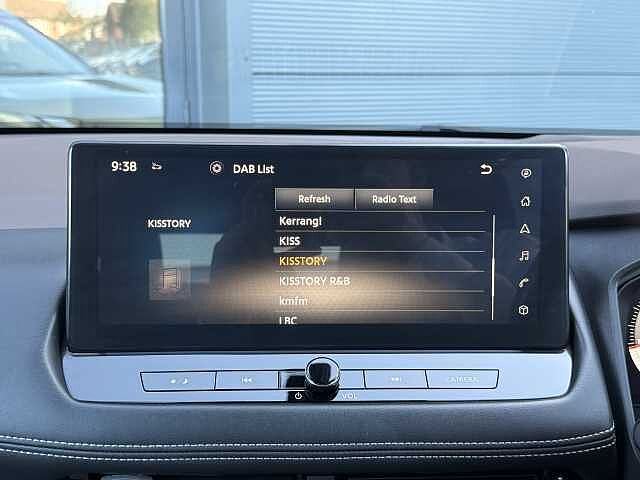 9:38 DAB List
Refresh Radio Text
KISSTORY
Kerrang!
KISS
KISSTORY
KISSTORY R&B
kmfm
LBC
CAMERA
VOL